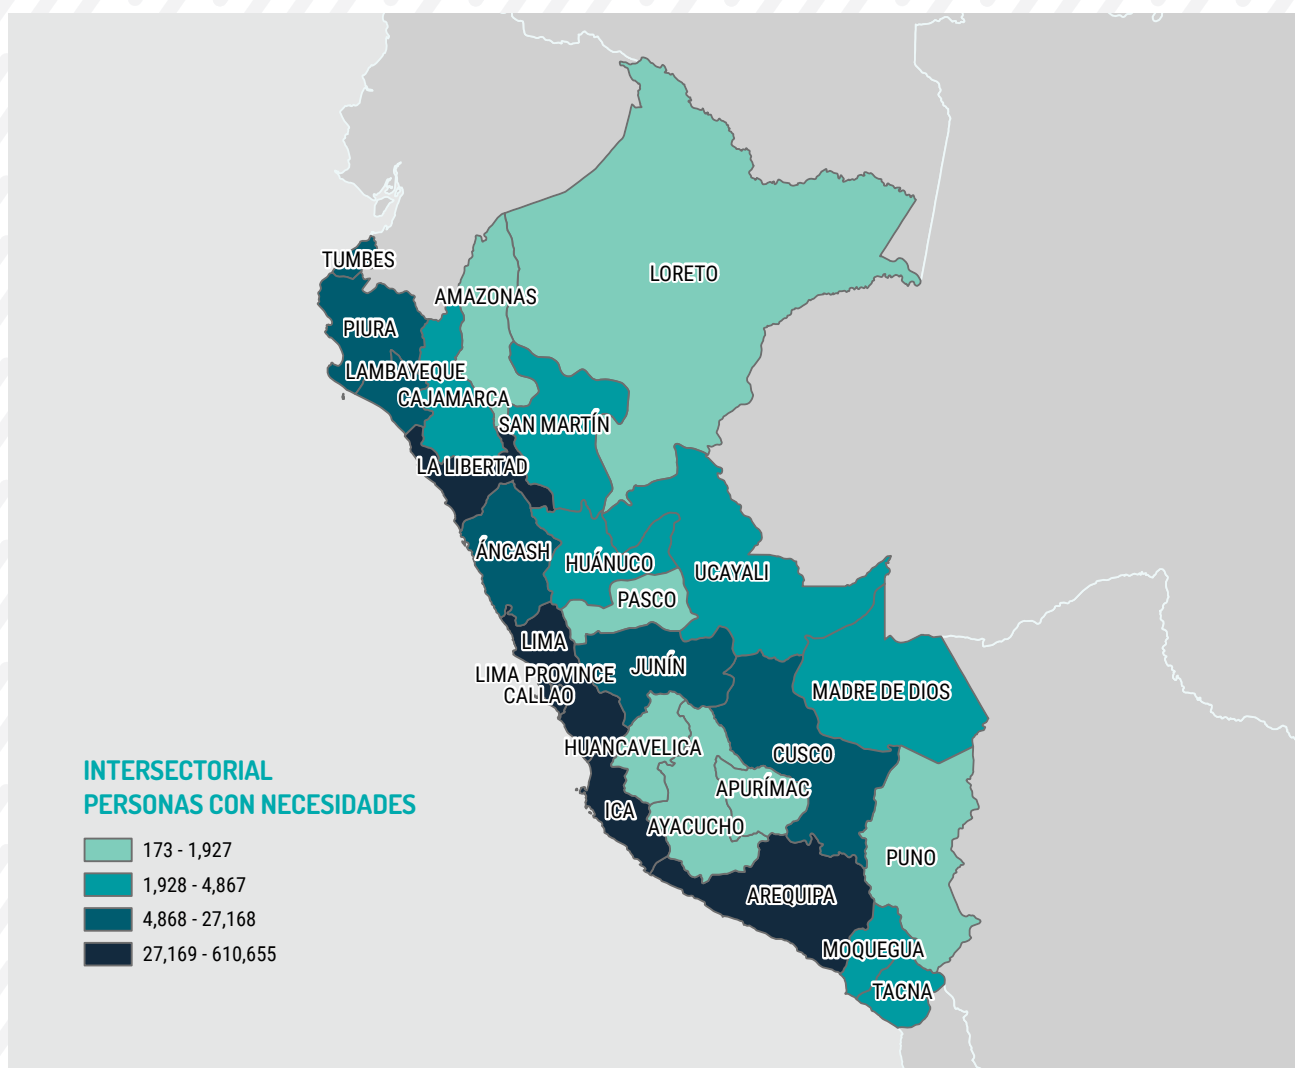 TUMBES
LORETO
AMAZONAS
PIURA
LAMBAYEQUE
CAJAMARCA
SAN MARTÍN
LA LIBERTAD
ÁNCASH
HUÁNUCO
UCAYALI
PASCO
LIMA
JUNÍN
LIMA PROVINCE
CALLAO
MADRE DE DIOS
HUANCAVELICA
CUSCO
APURÍMAC
ICA
AYACUCHO
PUNO
AREQUIPA
MOQUEGUA
TACNA
INTERSECTORIAL
PERSONAS CON NECESIDADES
173 - 1,927
1,928 - 4,867
4,868 - 27,168
27,169 - 610,655